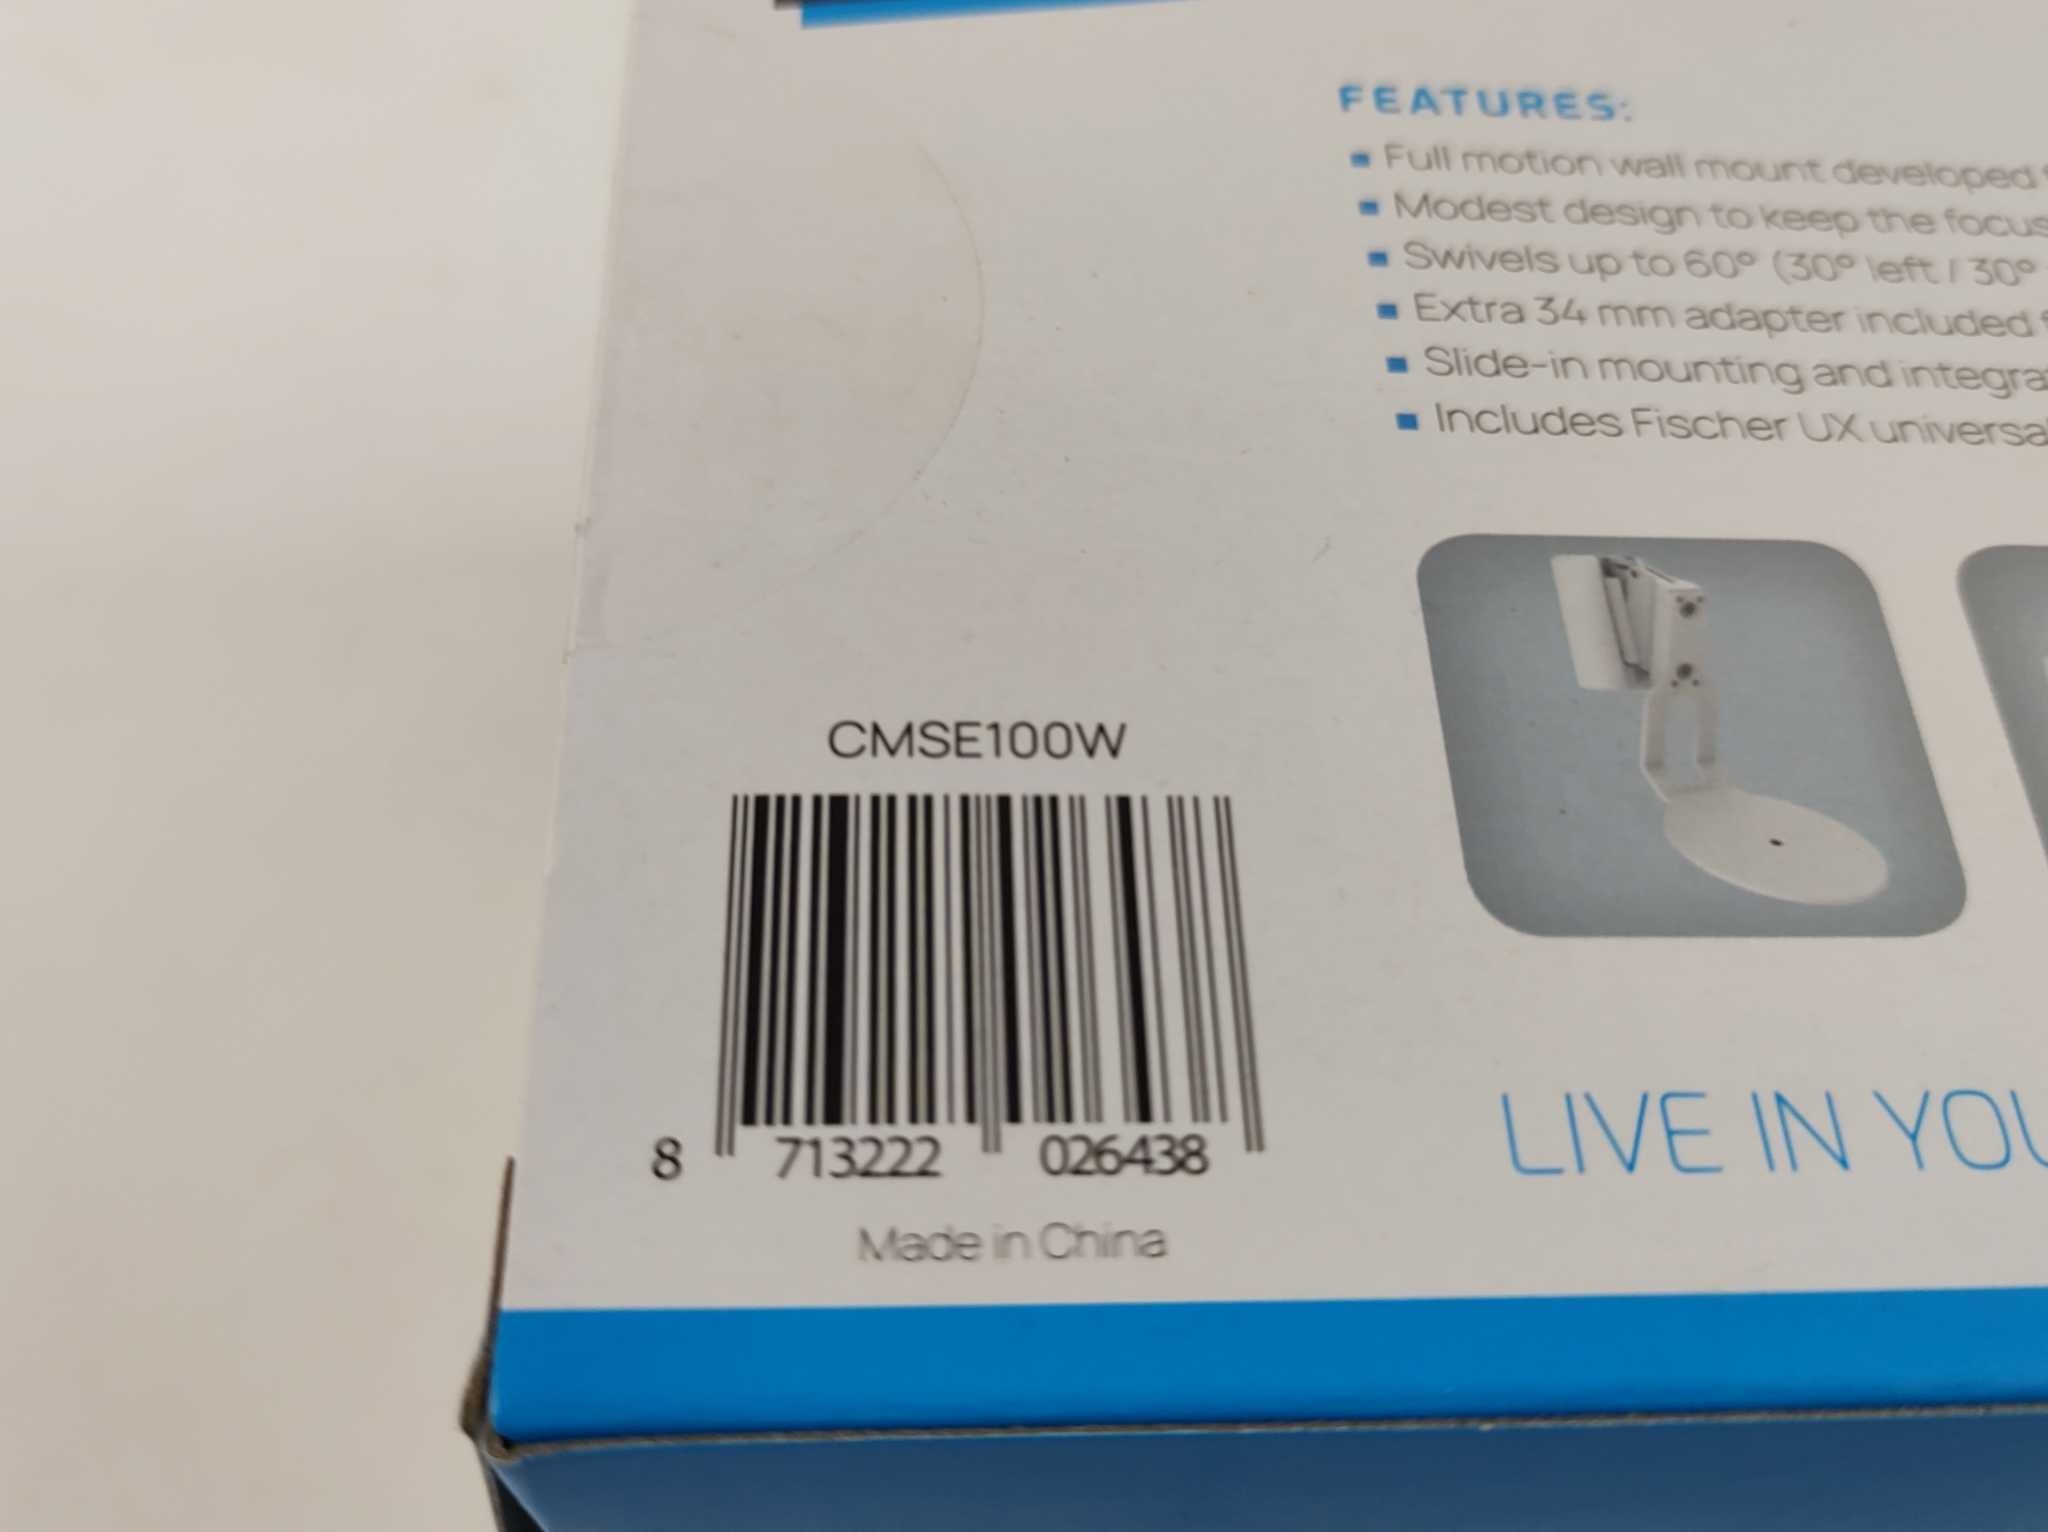 FEATURES:
▪ Full motion wall mount developed
▪ Modest design to keep the focus
▪ Swivels up to 60° (30° left / 30°
▪ Extra 34 mm adapter included
▪ Slide-in mounting and integra
▪ Includes Fischer UX universal
CMSE100W
8 713222 026438
Made in China
LIVE IN YOU